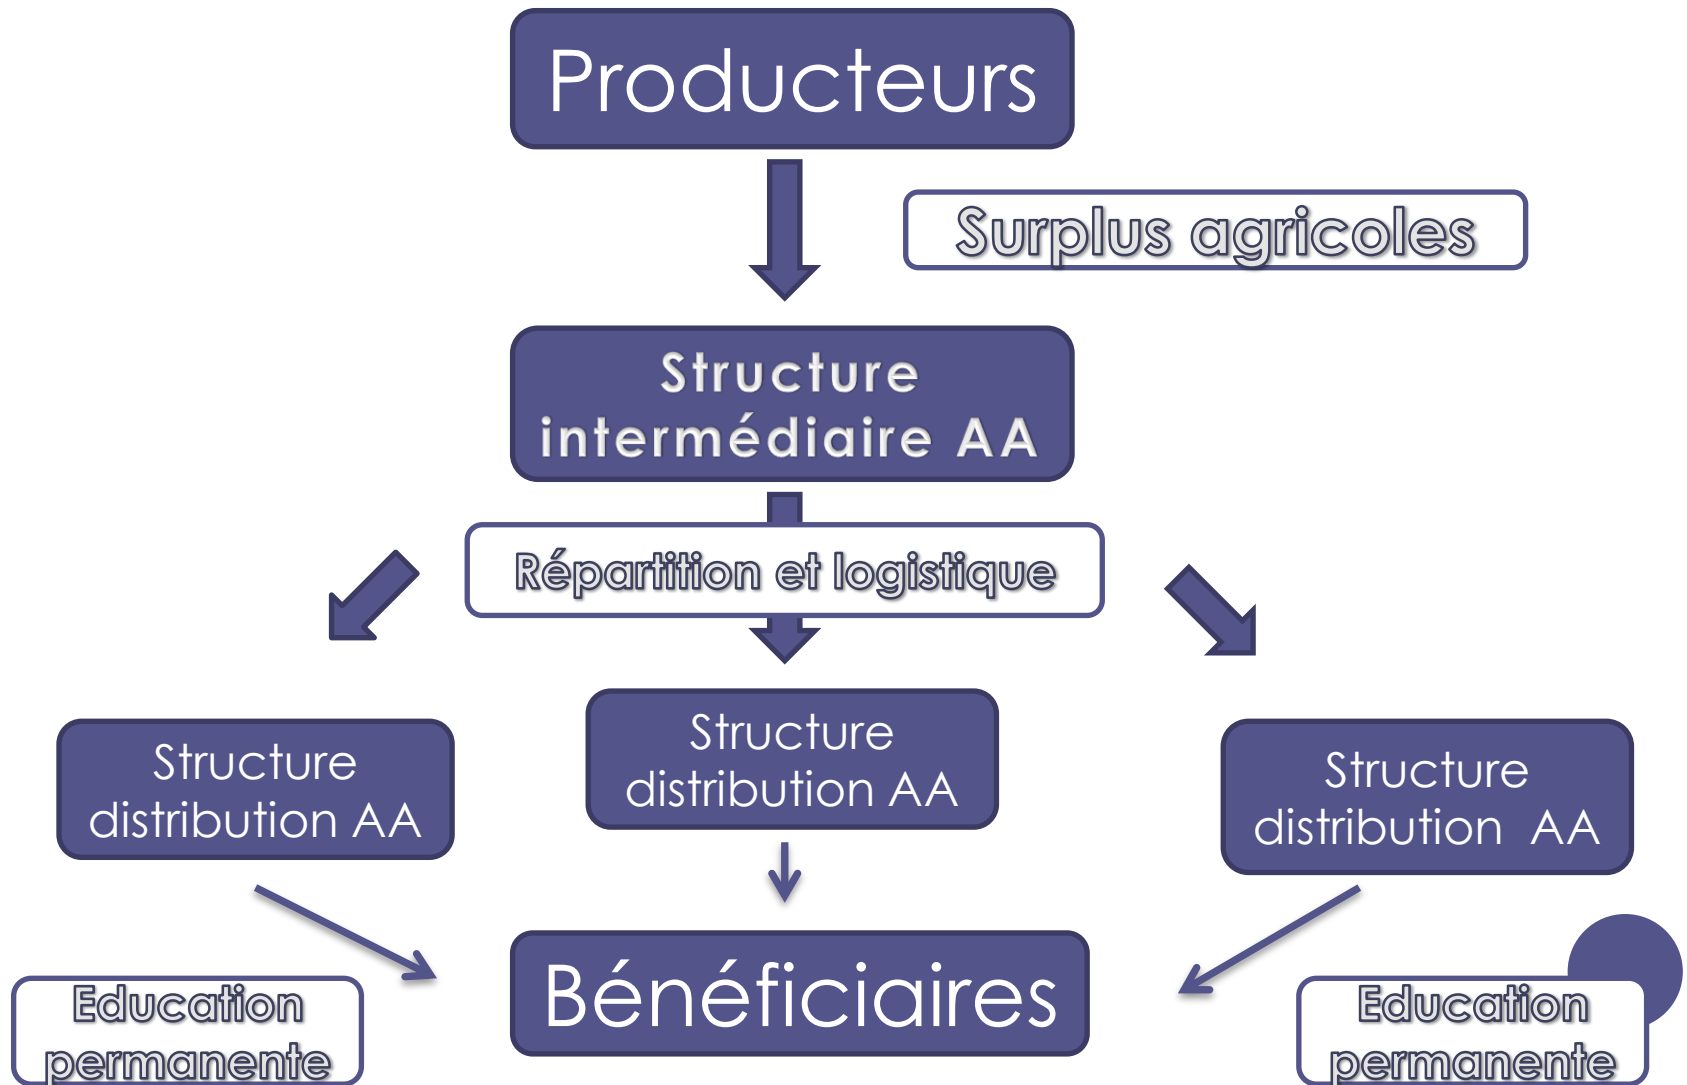 Producteurs
Surplus agricoles
Structure
intermédiaire AA
Répartition et logistique
Structure
distribution AA
Structure
distribution AA
Structure
distribution AA
Bénéficiaires
Education
permanente
Education
permanente